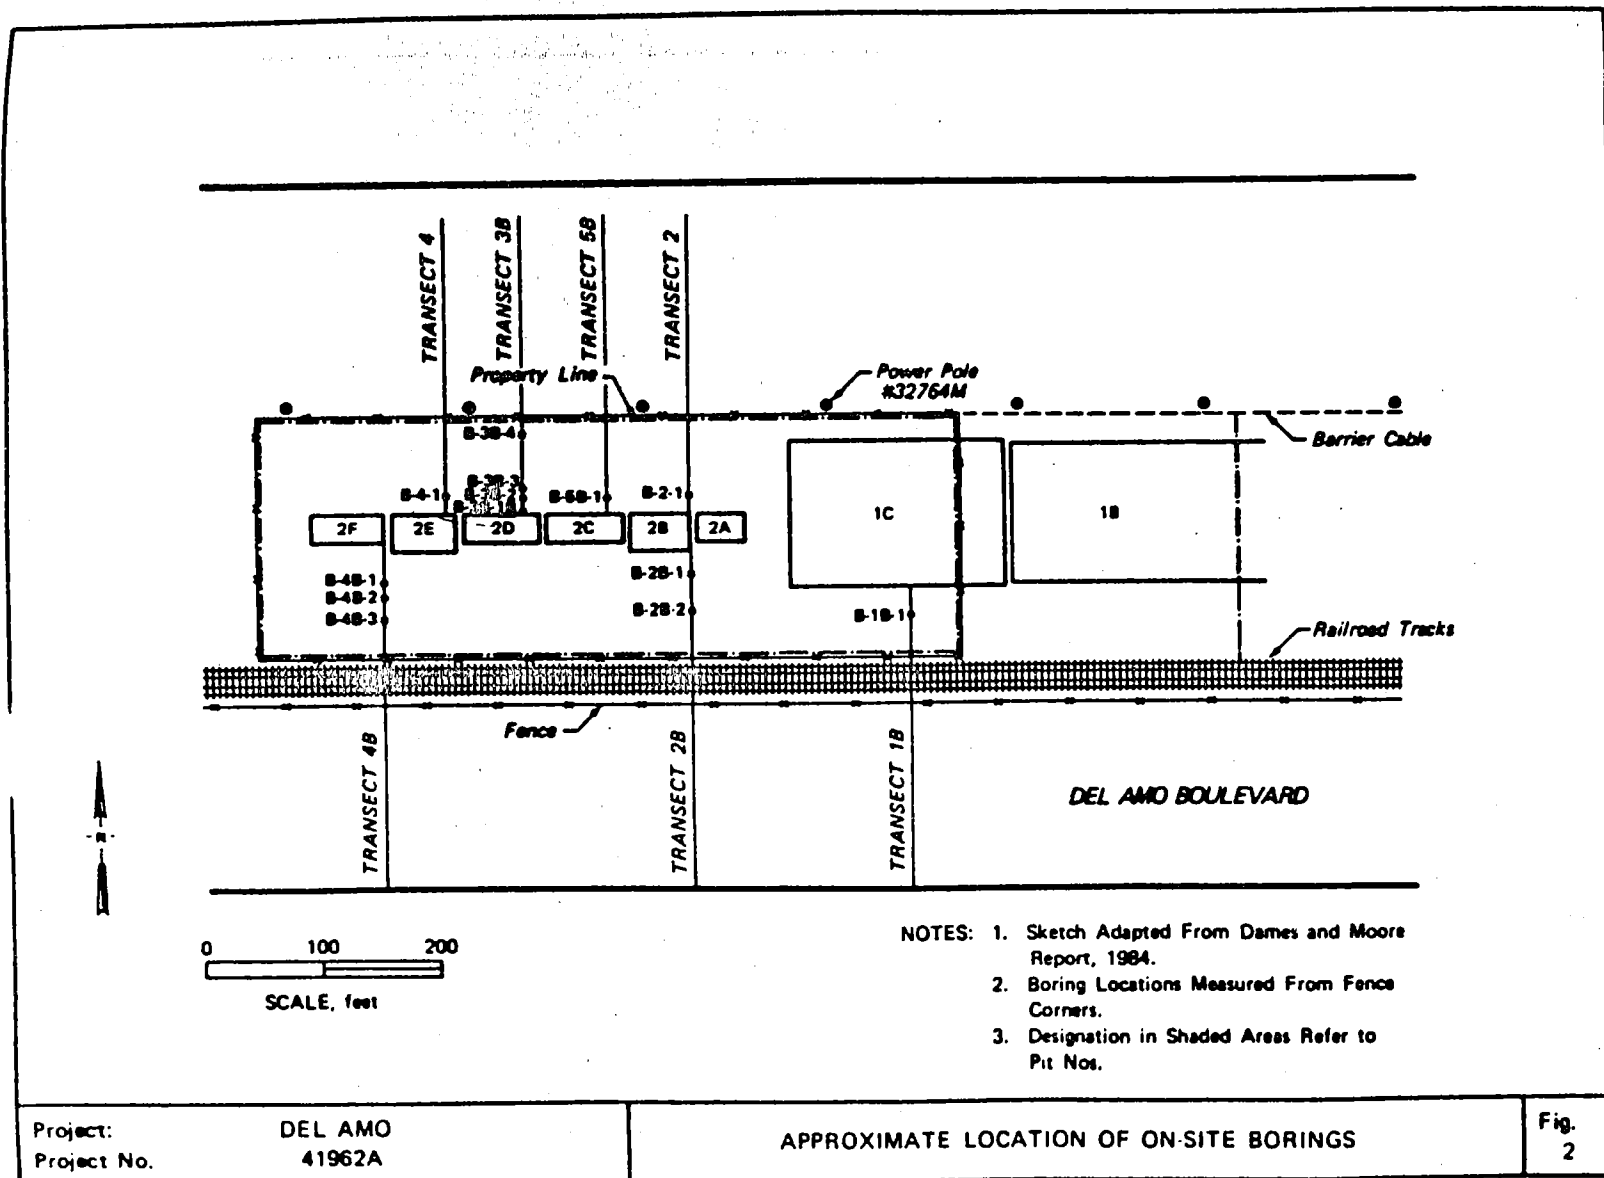 TRANSECT 4
TRANSECT 3B
TRANSECT 5B
TRANSECT 2
Property Line
Power Pole
#32764M
Barrier Cable
B-3B-4
B-3B-3
B-4-1
B-5B-1
B-2-1
2F
2E
2D
2C
2B
2A
1C
1B
B-4B-1
B-4B-2
B-4B-3
B-2B-1
B-2B-2
B-1B-1
Railroad Tracks
Fence
TRANSECT 4B
TRANSECT 2B
TRANSECT 1B
DEL AMO BOULEVARD
N
0 100 200
SCALE, feet
NOTES: 1. Sketch Adapted From Dames and Moore
Report, 1984.
2. Boring Locations Measured From Fence
Corners.
3. Designation in Shaded Areas Refer to
Pit Nos.
Project: DEL AMO
Project No. 41962A
APPROXIMATE LOCATION OF ON-SITE BORINGS
Fig.
2